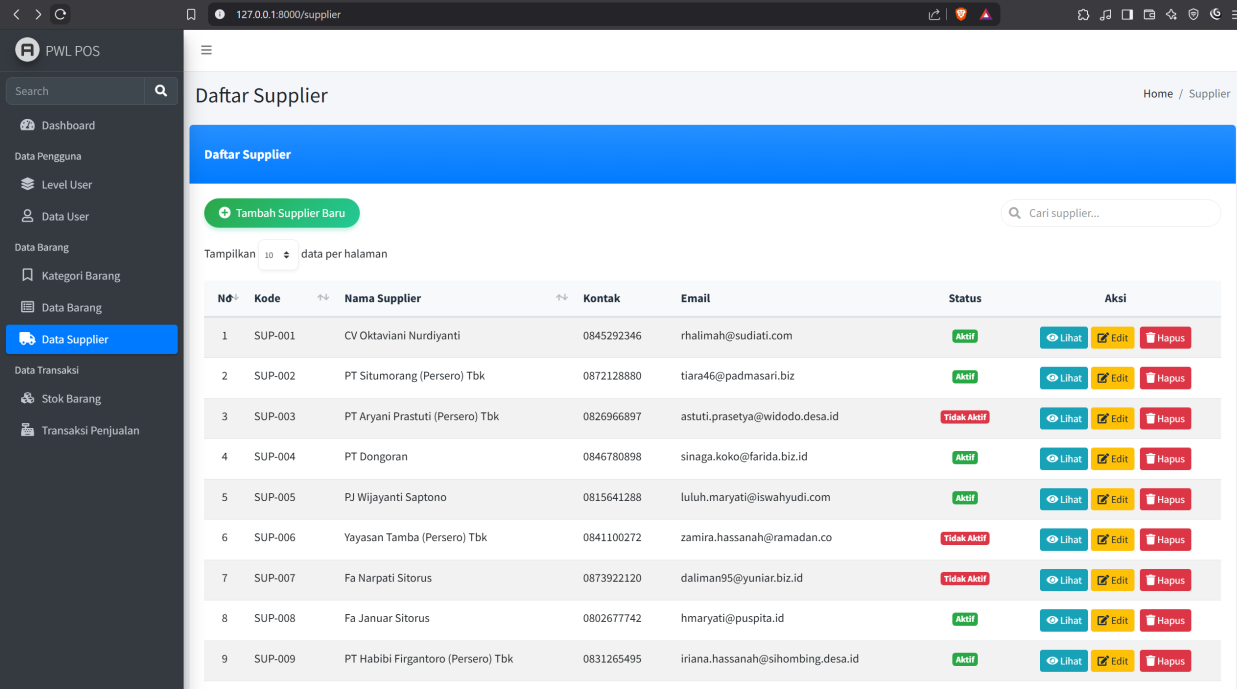 127.0.0.1:8000/supplier
PWL POS
Search
Dashboard
Data Pengguna
Level User
Data User
Data Barang
Kategori Barang
Data Barang
Data Supplier
Data Transaksi
Stok Barang
Transaksi Penjualan
Daftar Supplier
Home / Supplier
Daftar Supplier
Tambah Supplier Baru
Cari supplier...
Tampilkan 10 data per halaman
No Kode Nama Supplier Kontak Email Status Aksi
1 SUP-001 CV Oktaviani Nurdiyanti 0845292346 rhalimah@sudiati.com Aktif Lihat Edit Hapus
2 SUP-002 PT Situmorang (Persero) Tbk 0872128880 tiara46@padmasari.biz Aktif Lihat Edit Hapus
3 SUP-003 PT Aryani Prastuti (Persero) Tbk 0826966897 astuti.prasetya@widodo.desa.id Tidak Aktif Lihat Edit Hapus
4 SUP-004 PT Dongoran 0846780898 sinaga.koko@farida.biz.id Aktif Lihat Edit Hapus
5 SUP-005 PJ Wijayanti Saptono 0815641288 luluh.maryati@iswahyudi.com Aktif Lihat Edit Hapus
6 SUP-006 Yayasan Tamba (Persero) Tbk 0841100272 zamira.hassanah@ramadan.co Tidak Aktif Lihat Edit Hapus
7 SUP-007 Fa Narpati Sitorus 0873922120 daliman95@yuniar.biz.id Tidak Aktif Lihat Edit Hapus
8 SUP-008 Fa Januar Sitorus 0802677742 hmaryati@puspita.id Aktif Lihat Edit Hapus
9 SUP-009 PT Habibi Firgantoro (Persero) Tbk 0831265495 iriana.hassanah@sihombing.desa.id Aktif Lihat Edit Hapus